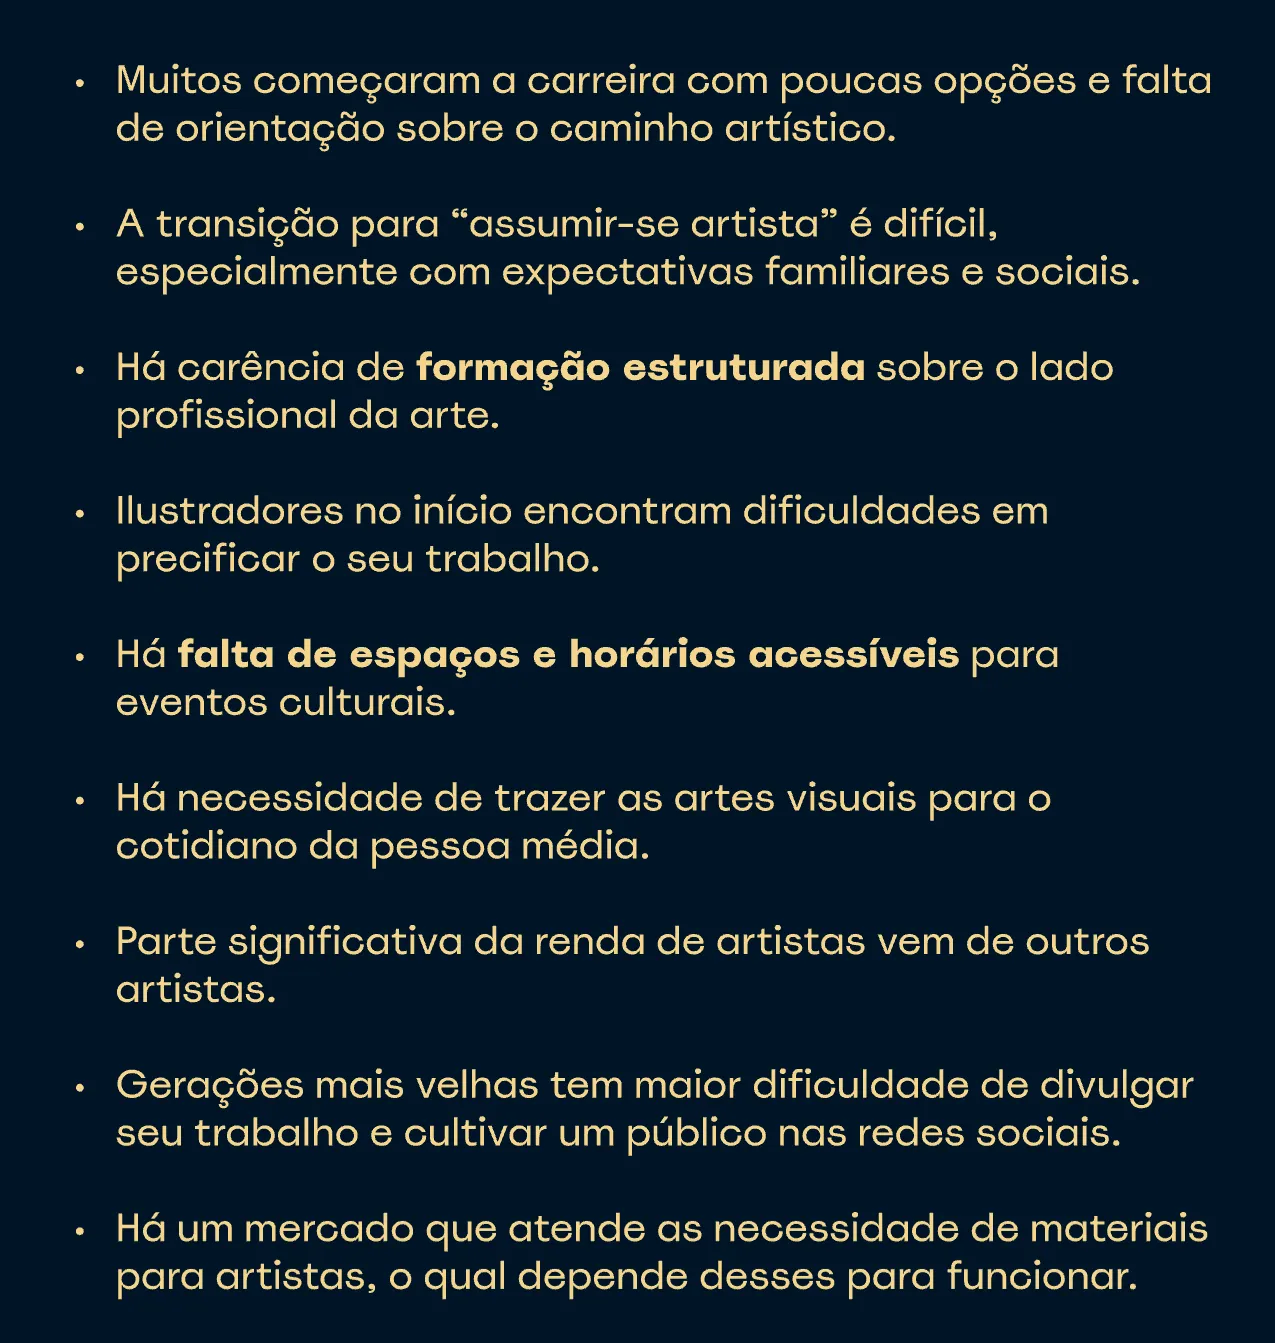 • Muitos começaram a carreira com poucas opções e falta
de orientação sobre o caminho artístico.
• A transição para “assumir-se artista” é difícil,
especialmente com expectativas familiares e sociais.
• Há carência de formação estruturada sobre o lado
profissional da arte.
• Ilustradores no início encontram dificuldades em
precificar o seu trabalho.
• Há falta de espaços e horários acessíveis para
eventos culturais.
• Há necessidade de trazer as artes visuais para o
cotidiano da pessoa média.
• Parte significativa da renda de artistas vem de outros
artistas.
• Gerações mais velhas tem maior dificuldade de divulgar
seu trabalho e cultivar um público nas redes sociais.
• Há um mercado que atende as necessidade de materiais
para artistas, o qual depende desses para funcionar.